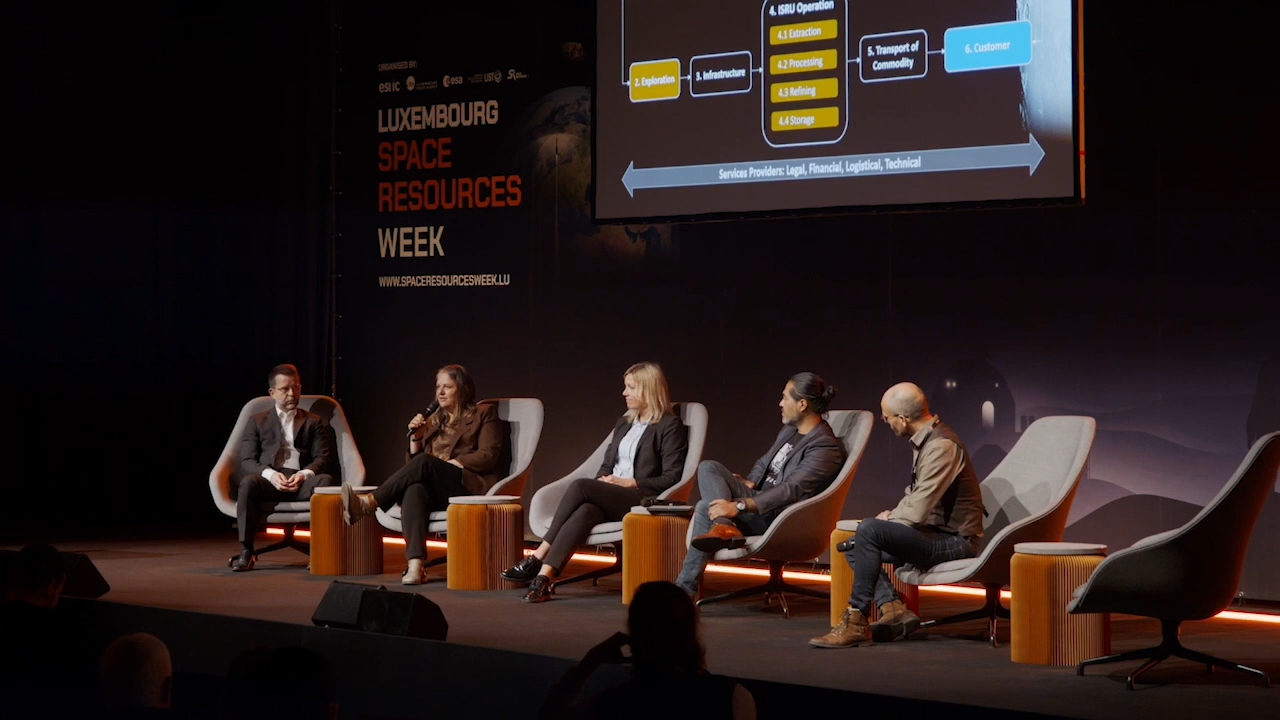 ORGANISED BY:
esric
esa
LUXEMBOURG
SPACE
RESOURCES
WEEK
WWW.SPACERESOURCESWEEK.LU
4. ISRU Operation
4.1 Extraction
4.2 Processing
4.3 Refining
4.4 Storage
2. Exploration
3. Infrastructure
5. Transport of
Commodity
6. Customer
Services Providers: Legal, Financial, Logistical, Technical